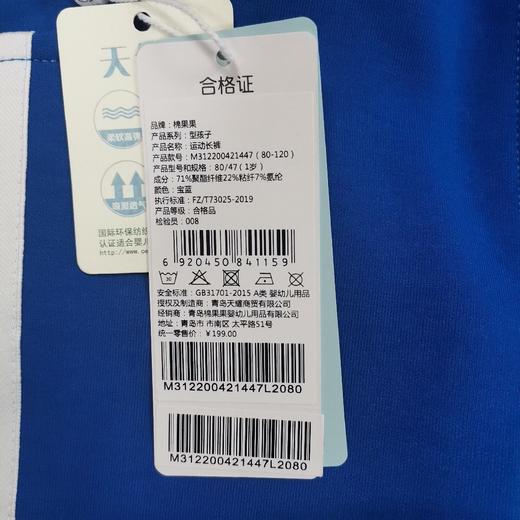 天
柔软高弹
国际环保纺织
认证适合婴儿
合格证
品牌：棉果果
产品系列：型孩子
产品名称：运动长裤
产品款号：M312200421447（80-120）
型号和规格：80/47（1岁）
成分：71%聚酯纤维22%粘纤7%氨纶
颜色：宝蓝
执行标准：FZ/T73025-2019
产品等级：合格品
检验员：008
6 920450 841159
安全标准：GB31701-2015 A类 婴幼儿用品
授权及制造商：青岛天耀商贸有限公司
经销商：青岛棉果果婴幼儿用品有限公司
地址：青岛市 市南区 太平路51号
统一零售价：￥199.00
M312200421447L2080
M312200421447L2080